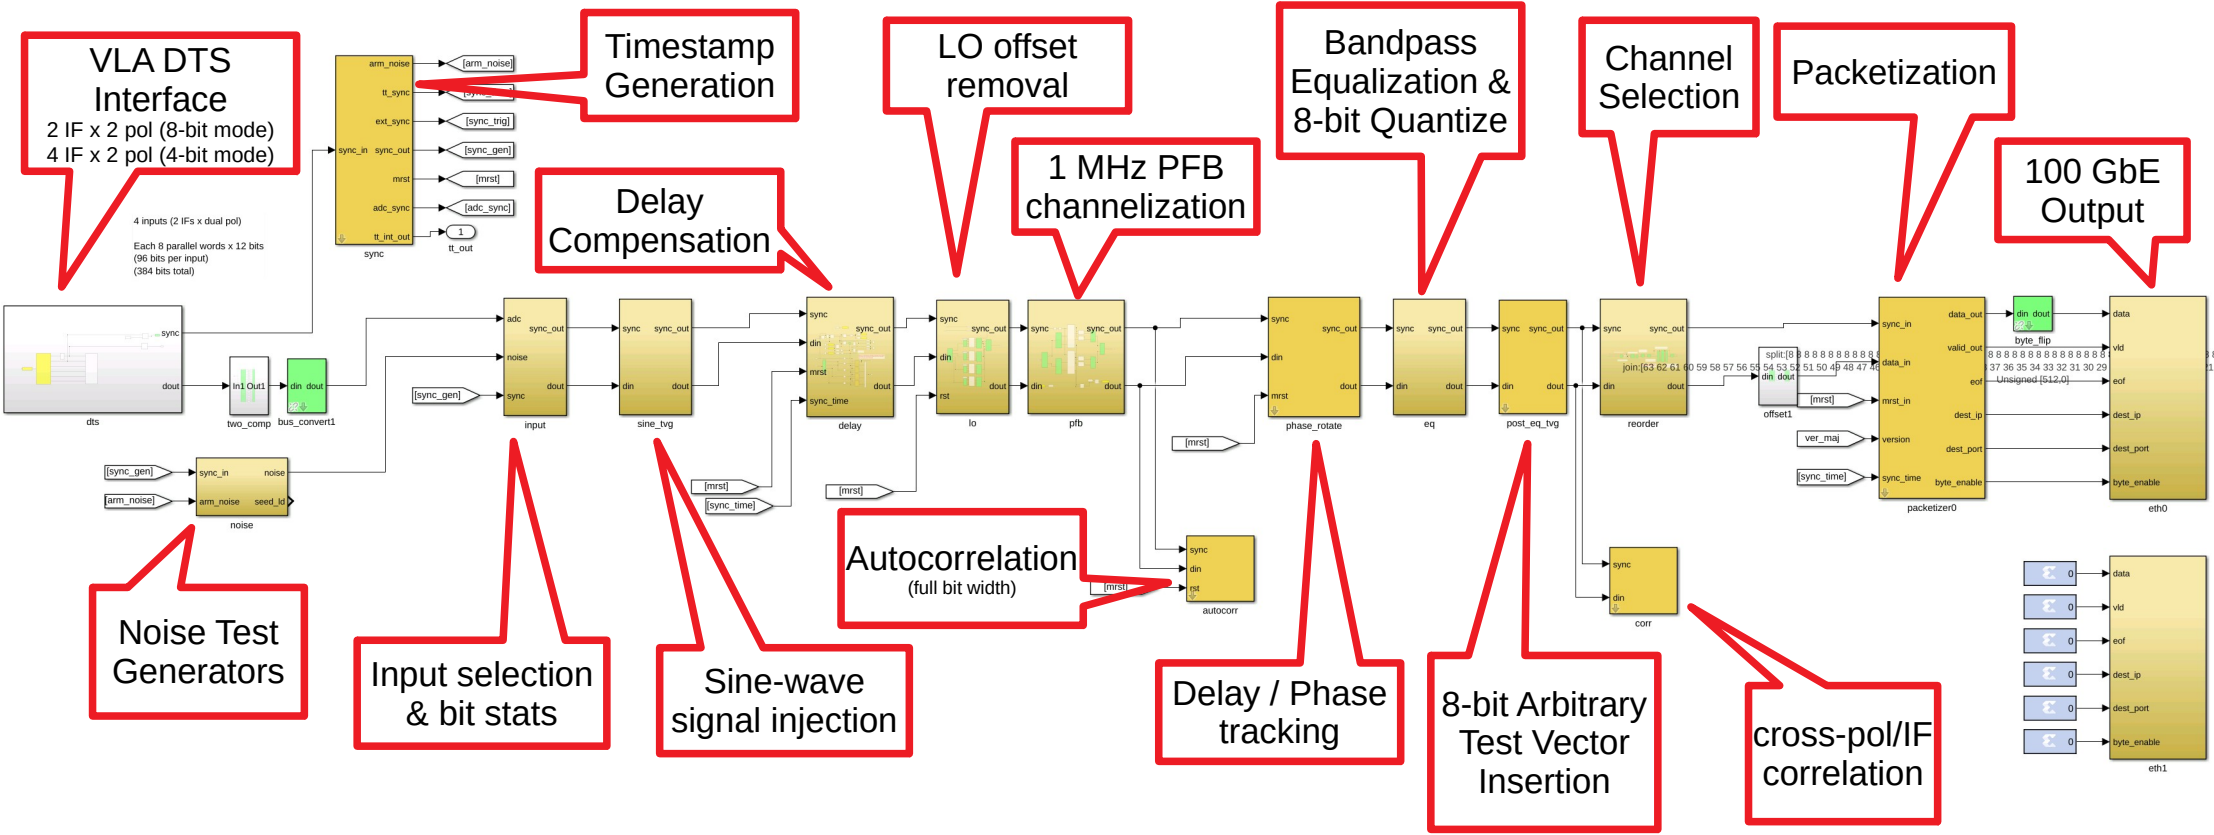 VLA DTS
Interface
2 IF x 2 pol (8-bit mode)
4 IF x 2 pol (4-bit mode)
Timestamp
Generation
LO offset
removal
Bandpass
Equalization &
8-bit Quantize
Channel
Selection
Packetization
100 GbE
Output
Delay
Compensation
1 MHz PFB
channelization
arm_noise
tt_sync
ext_sync
sync_in
sync_out
mrst
adc_sync
tt_int_out
sync
[arm_noise]
[sync_trig]
[sync_gen]
[mrst]
[adc_sync]
1
tt_out
4 inputs (2 IFs x dual pol)
Each 8 parallel words x 12 bits
(96 bits per input)
(384 bits total)
sync
dout
dts
In1 Out1
two_comp
din dout
bus_convert1
[sync_gen]
[arm_noise]
sync_in
noise
arm_noise
seed_ld
noise
[sync_gen]
adc
sync_out
noise
dout
sync
input
sync
sync_out
din
dout
sine_tvg
sync
sync_out
din
mrst
dout
sync_time
delay
[mrst]
[sync_time]
sync
sync_out
din
dout
rst
lo
[mrst]
sync
sync_out
din
dout
pfb
sync
sync_out
din
dout
mrst
phase_rotate
[mrst]
sync
sync_out
din
dout
eq
sync
sync_out
din
dout
post_eq_tvg
sync
sync_out
din
dout
reorder
din dout
offset1
[mrst]
ver_maj
[sync_time]
sync_in
data_in
mrst_in
version
sync_time
data_out
valid_out
eof
dest_ip
dest_port
byte_enable
packetizer0
din dout
byte_flip
Unsigned [512,0]
data
vld
eof
dest_ip
dest_port
byte_enable
eth0
[mrst]
sync
din
rst
autocorr
sync
din
corr
0
0
0
0
0
0
data
vld
eof
dest_ip
dest_port
byte_enable
eth1
Noise Test
Generators
Input selection
& bit stats
Sine-wave
signal injection
Autocorrelation
(full bit width)
Delay / Phase
tracking
8-bit Arbitrary
Test Vector
Insertion
cross-pol/IF
correlation